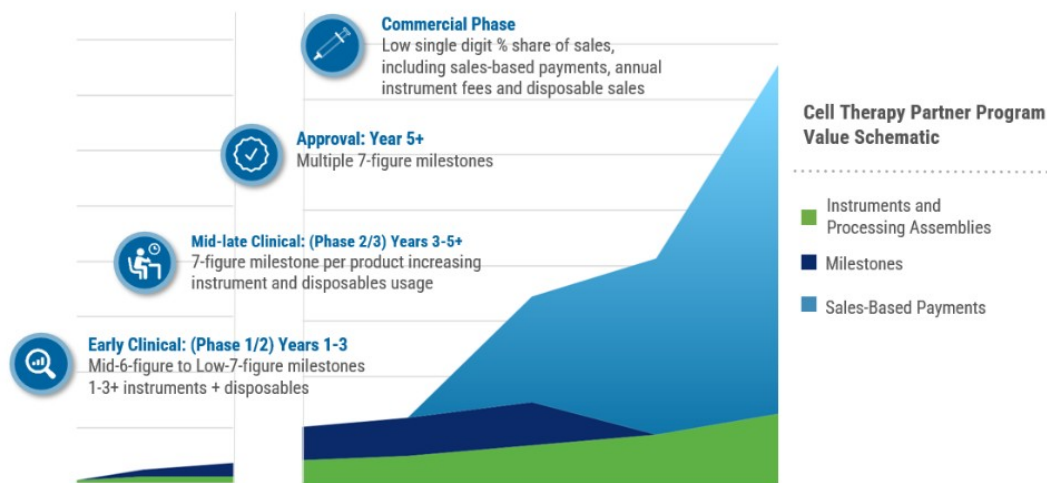 Commercial Phase
Low single digit % share of sales,
including sales-based payments, annual
instrument fees and disposable sales
Approval: Year 5+
Multiple 7-figure milestones
Mid-late Clinical: (Phase 2/3) Years 3-5+
7-figure milestone per product increasing
instrument and disposables usage
Early Clinical: (Phase 1/2) Years 1-3
Mid-6-figure to Low-7-figure milestones
1-3+ instruments + disposables
Cell Therapy Partner Program
Value Schematic
Instruments and
Processing Assemblies
Milestones
Sales-Based Payments